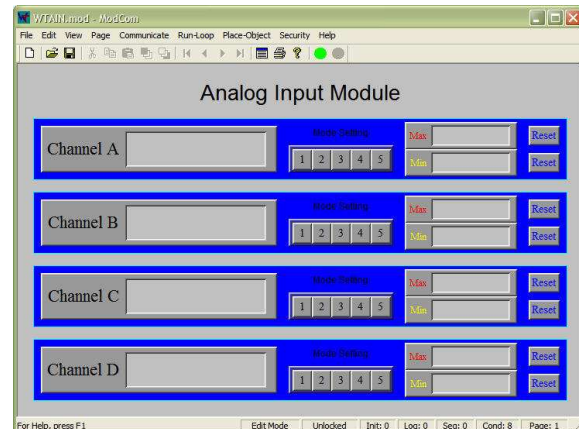 WTAIN.mod - ModCom
File Edit View Page Communicate Run-Loop Place-Object Security Help
Analog Input Module
Channel A
Mode Setting
1 2 3 4 5
Max
Reset
Min
Reset
Channel B
Mode Setting
1 2 3 4 5
Max
Reset
Min
Reset
Channel C
Mode Setting
1 2 3 4 5
Max
Reset
Min
Reset
Channel D
Mode Setting
1 2 3 4 5
Max
Reset
Min
Reset
For Help, press F1 Edit Mode Unlocked Init: 0 Log: 0 Seq: 0 Cond: 8 Page: 1